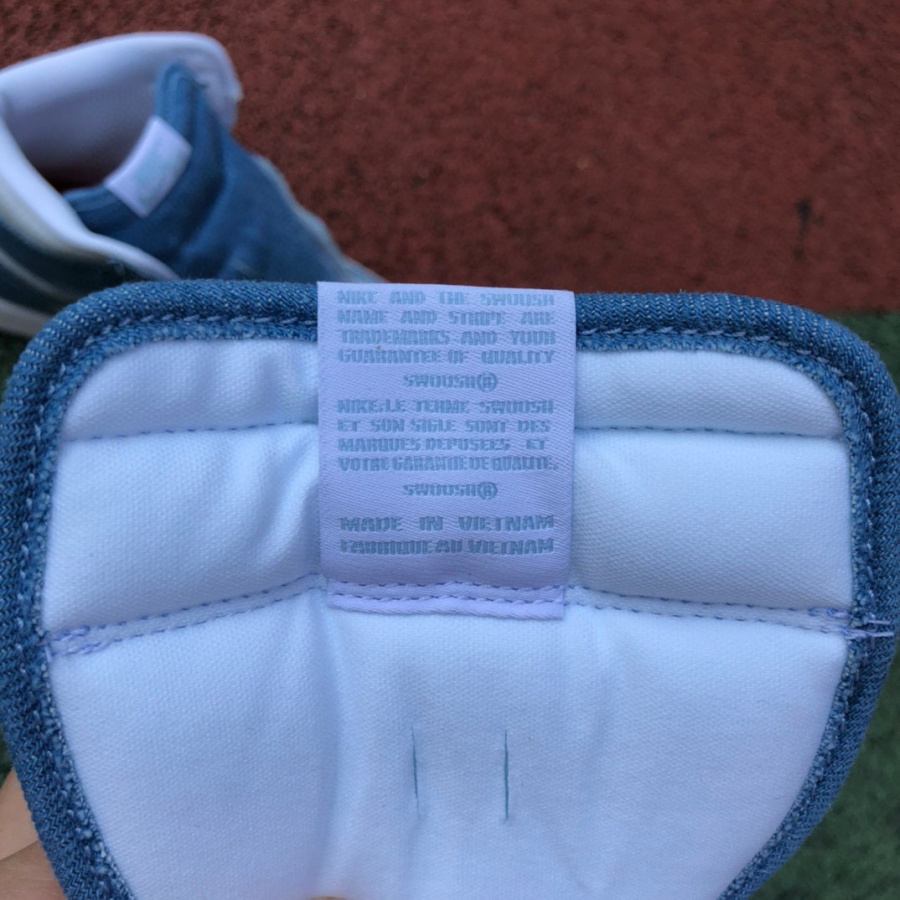 NIKE AND THE SWOOSH
NAME AND STRIPE ARE
TRADEMARKS AND YOUR
GUARANTEE OF QUALITY
SWOOSH®
NIKE:LE TERME SWOOSH
ET SON SIGLE SONT DES
MARQUES DEPOSEES ET
VOTRE GARANTIE DE QUALITE.
SWOOSH®
MADE IN VIETNAM
FABRIQUE AU VIETNAM